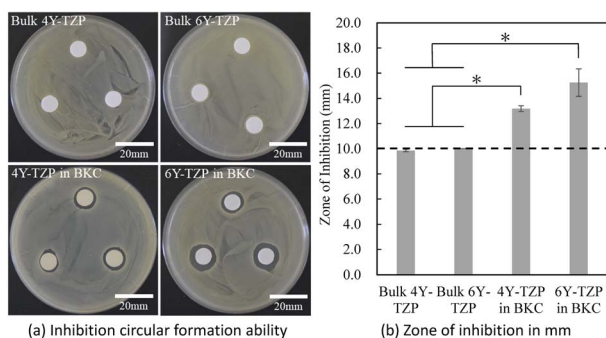 Bulk 4Y-TZP
Bulk 6Y-TZP
20mm
20mm
4Y-TZP in BKC
6Y-TZP in BKC
20mm
20mm
(a) Inhibition circular formation ability
Zone of Inhibition (mm)
20.0
18.0
16.0
14.0
12.0
10.0
8.0
6.0
4.0
2.0
0.0
*
*
Bulk 4Y-
TZP
Bulk 6Y-
TZP
4Y-TZP
in BKC
6Y-TZP
in BKC
(b) Zone of inhibition in mm